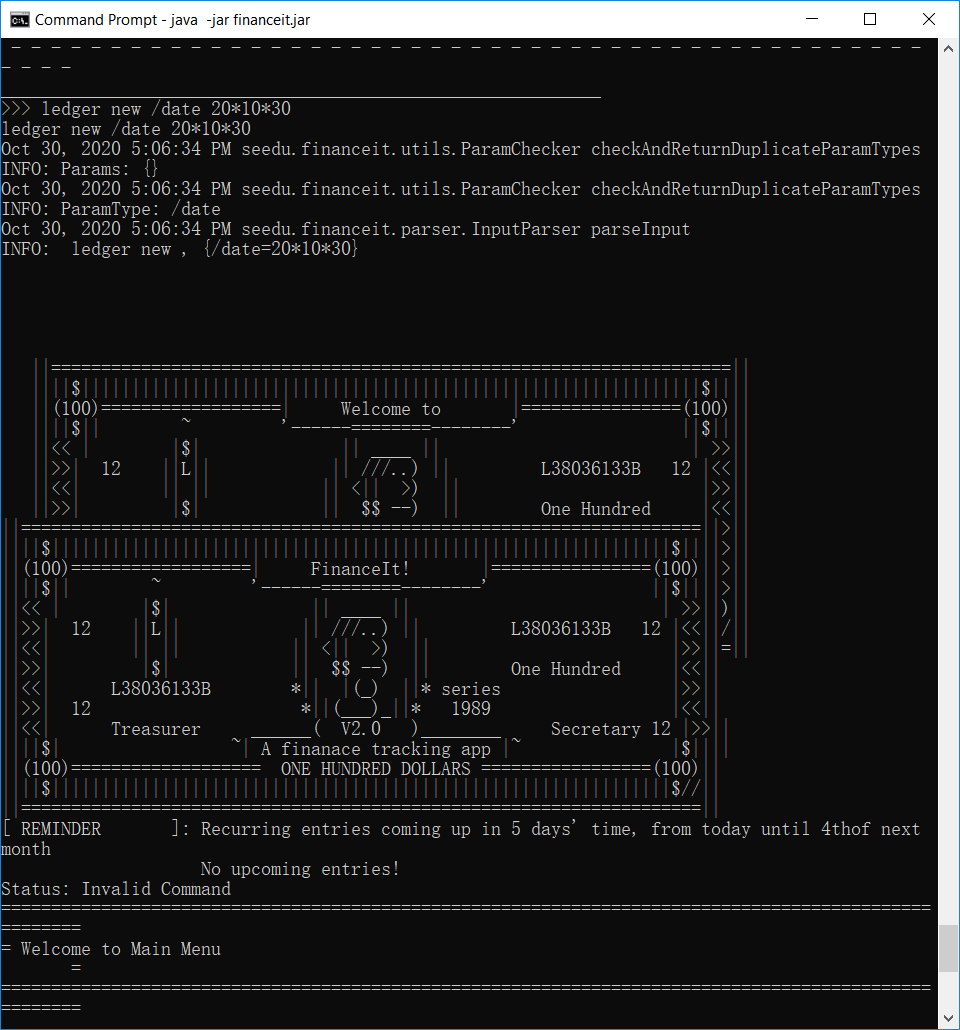 Command Prompt - java  -jar financeit.jar
- - - - - - - - - - - - - - - - - - - - - - - - - - - - - - - - - - - - - - - - - - - - - -
- - - -
____________________________________________________________
>>> ledger new /date 20*10*30
ledger new /date 20*10*30
Oct 30, 2020 5:06:34 PM seedu.financeit.utils.ParamChecker checkAndReturnDuplicateParamTypes
INFO: Params: {}
Oct 30, 2020 5:06:34 PM seedu.financeit.utils.ParamChecker checkAndReturnDuplicateParamTypes
INFO: ParamType: /date
Oct 30, 2020 5:06:34 PM seedu.financeit.parser.InputParser parseInput
INFO:  ledger new , {/date=20*10*30}
$ $
(100) Welcome to (100)
$ $
<< $ >>
>> 12 L ///..) L38036133B 12 <<
<< < >) >>
>> $ $$ --) One Hundred <<
>
$ $ >
(100) FinanceIt! (100) >
$ $ >
<< $ >> )
>> 12 L ///..) L38036133B 12 << /
<< < >) >> =
>> $ $$ --) One Hundred <<
<< L38036133B * (_) * series >>
>> 12 * (___)_ * 1989 <<
<< Treasurer ______( V2.0 )________ Secretary 12 >>
$ ~ A finanace tracking app ~ $
(100)=================== ONE HUNDRED DOLLARS =================(100)
$ $//
[ REMINDER       ]: Recurring entries coming up in 5 days' time, from today until 4thof next
month
No upcoming entries!
Status: Invalid Command
= Welcome to Main Menu
=